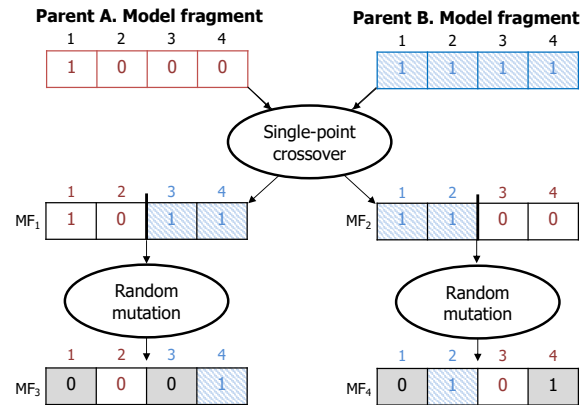 Parent A. Model fragment Parent B. Model fragment
1 2 3 4 1 2 3 4
1 0 0 0 1 1 1 1
Single-point
crossover
1 2 3 4 1 2 3 4
MF1 1 0 1 1 MF2 1 1 0 0
Random
mutation
Random
mutation
1 2 3 4 1 2 3 4
MF3 0 0 0 1 MF4 0 1 0 1